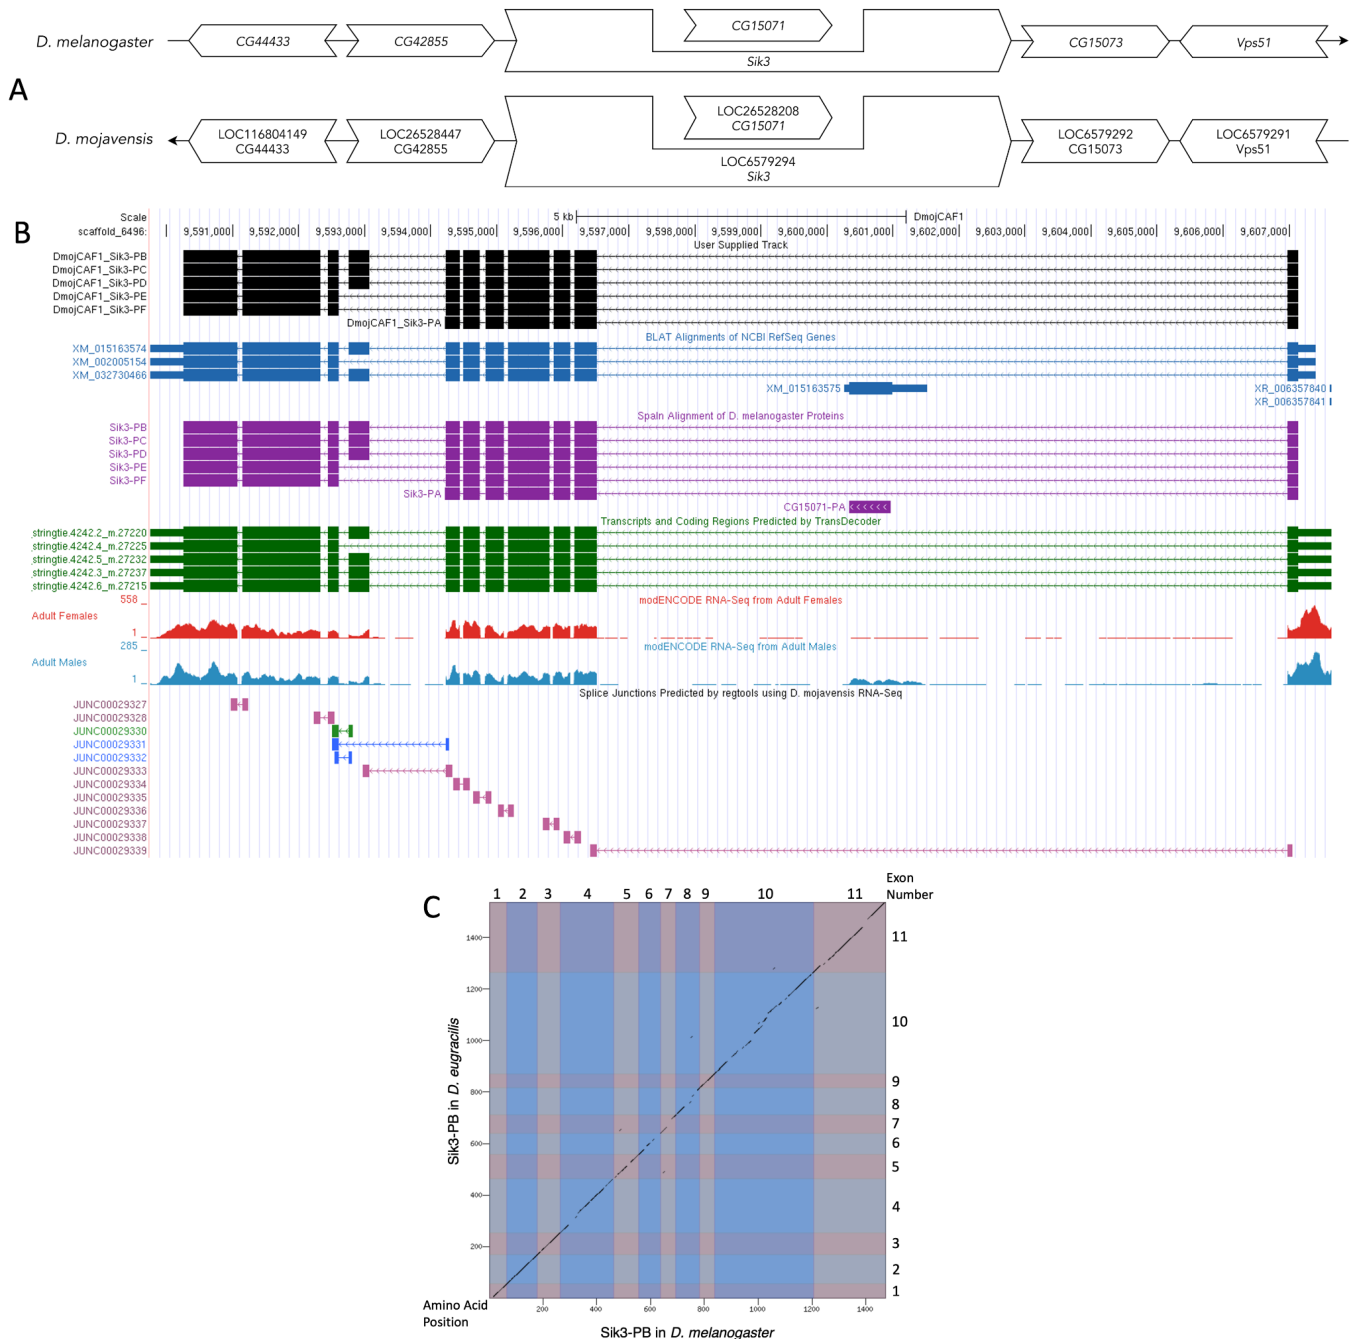 D. melanogaster
CG44433
CG42855
CG15071
Sik3
CG15073
Vps51
A
D. mojavensis
LOC116804149
CG44433
LOC26528447
CG42855
LOC26528208
CG15071
LOC6579294
Sik3
LOC6579292
CG15073
LOC6579291
Vps51
B
Scale 5 kb DmojCAF1
scaffold_6496: 9,591,000 9,592,000 9,593,000 9,594,000 9,595,000 9,596,000 9,597,000 9,598,000 9,599,000 9,600,000 9,601,000 9,602,000 9,603,000 9,604,000 9,605,000 9,606,000 9,607,000
User Supplied Track
DmojCAF1_Sik3-PB
DmojCAF1_Sik3-PC
DmojCAF1_Sik3-PD
DmojCAF1_Sik3-PE
DmojCAF1_Sik3-PF
DmojCAF1_Sik3-PA
BLAT Alignments of NCBI RefSeq Genes
XM_015163574
XM_002005154
XM_032730466
XM_015163575 XR_006357840
XR_006357841
Spaln Alignment of D. melanogaster Proteins
Sik3-PB
Sik3-PC
Sik3-PD
Sik3-PE
Sik3-PF
Sik3-PA
CG15071-PA
Transcripts and Coding Regions Predicted by TransDecoder
stringtie.4242.2_m.27220
stringtie.4242.4_m.27225
stringtie.4242.5_m.27232
stringtie.4242.3_m.27237
stringtie.4242.6_m.27215
558 _ modENCODE RNA-Seq from Adult Females
Adult Females
1 _
285 _ modENCODE RNA-Seq from Adult Males
Adult Males
1 _
Splice Junctions Predicted by regtools using D. mojavensis RNA-Seq
JUNC00029327
JUNC00029328
JUNC00029330
JUNC00029331
JUNC00029332
JUNC00029333
JUNC00029334
JUNC00029335
JUNC00029336
JUNC00029337
JUNC00029338
JUNC00029339
C
1 2 3 4 5 6 7 8 9 10 11
Exon
Number
1400
1200
1000
800
600
400
200
11
10
9
8
7
6
5
4
3
2
1
Sik3-PB in D. eugracilis
Amino Acid
Position
200 400 600 800 1000 1200 1400
Sik3-PB in D. melanogaster